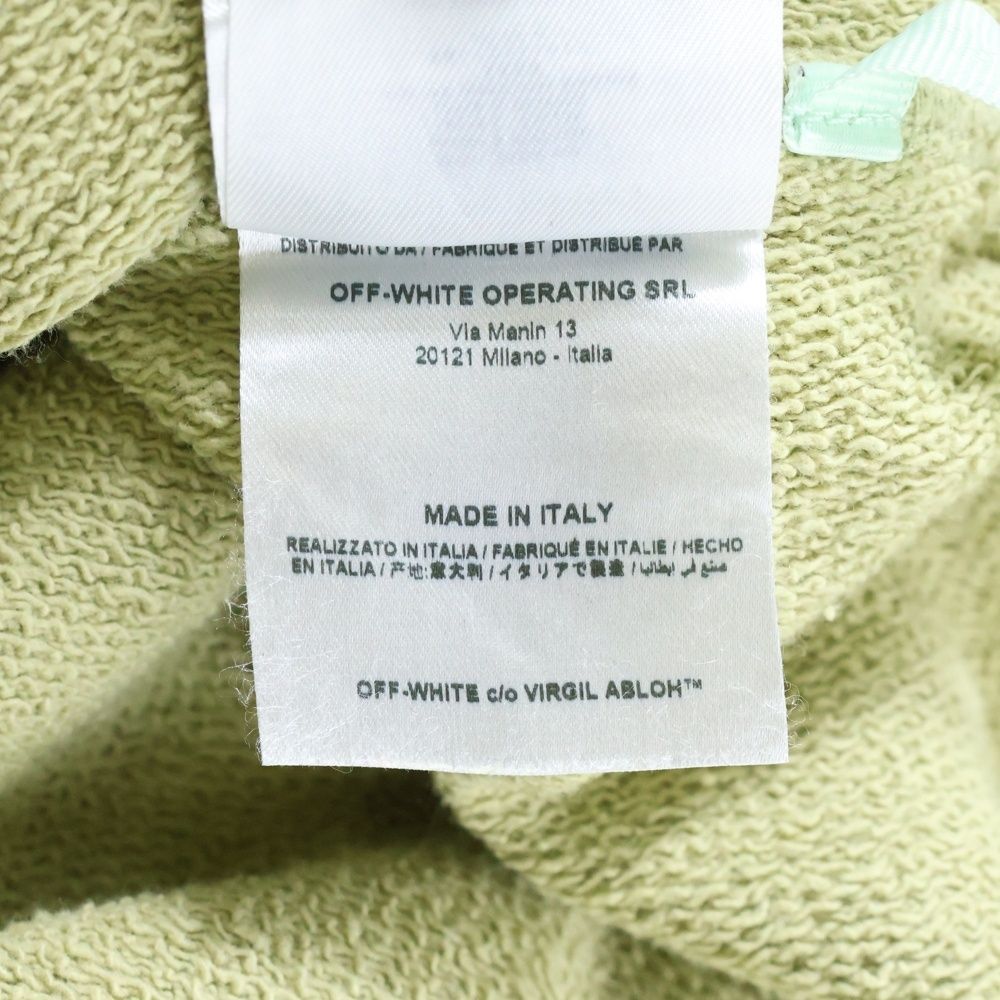 DISTRIBUITO DA / FABRIQUE ET DISTRIBUE PAR
OFF-WHITE OPERATING SRL
Via Manin 13
20121 Milano - Italia
MADE IN ITALY
REALIZZATO IN ITALIA / FABRIQUÉ EN ITALIE / HECHO
EN ITALIA / 产地:意大利 / イタリアで製造 / صنع في ايطاليا
OFF-WHITE c/o VIRGIL ABLOH™